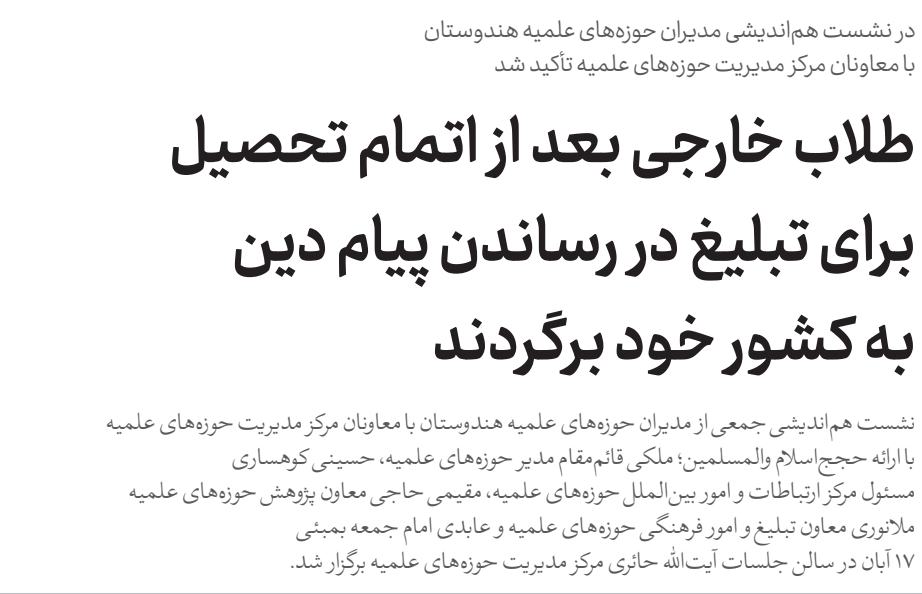 در نشست هم‌اندیشی مدیران حوزه‌های علمیه هندوستان
با معاونان مرکز مدیریت حوزه‌های علمیه تأکید شد
طلاب خارجی بعد از اتمام تحصیل
برای تبلیغ در رساندن پیام دین
به کشور خود برگردند
نشست هم‌اندیشی جمعی از مدیران حوزه‌های علمیه هندوستان با معاونان مرکز مدیریت حوزه‌های علمیه
با ارائه حجج‌اسلام والمسلمین؛ ملکی قائم‌مقام مدیر حوزه‌های علمیه، حسینی کوهساری
مسئول مرکز ارتباطات و امور بین‌الملل حوزه‌های علمیه، مقیمی حاجی معاون پژوهش حوزه‌های علمیه
ملانوری معاون تبلیغ و امور فرهنگی حوزه‌های علمیه و عابدی امام جمعه بمبئی
۱۷ آبان در سالن جلسات آیت‌الله حائری مرکز مدیریت حوزه‌های علمیه برگزار شد.